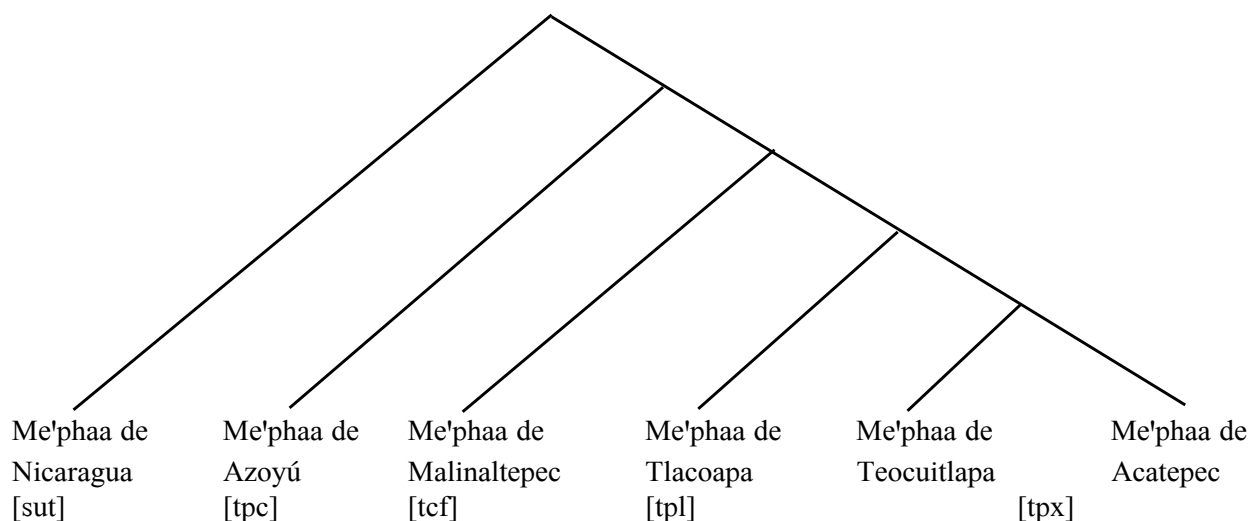 Me'phaa de Me'phaa de Me'phaa de Me'phaa de Me'phaa de Me'phaa de
Nicaragua Azoyú Malinaltepec Tlacoapa Teocuitlapa Acatepec
[sut] [tpc] [tcf] [tpl] [tpx]